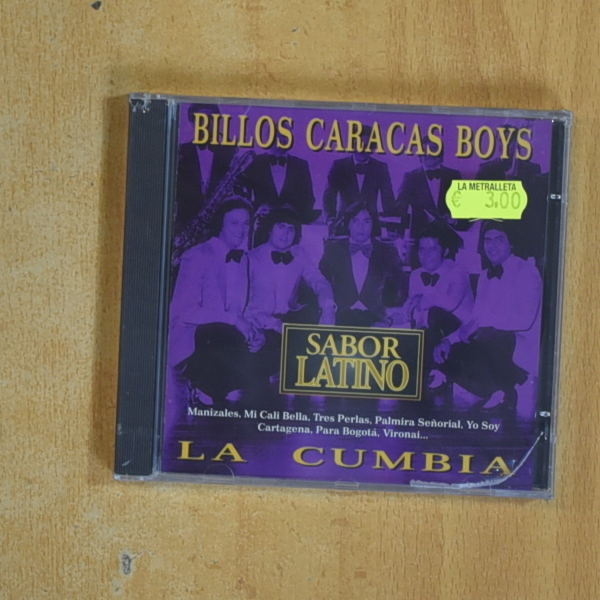 BILLOS CARACAS BOYS
LA METRALLETA
€ 3.00
SABOR
LATINO
Manizales, Mi Cali Bella, Tres Perlas, Palmira Señorial, Yo Soy
Cartagena, Para Bogotá, Vironai...
LA CUMBIA